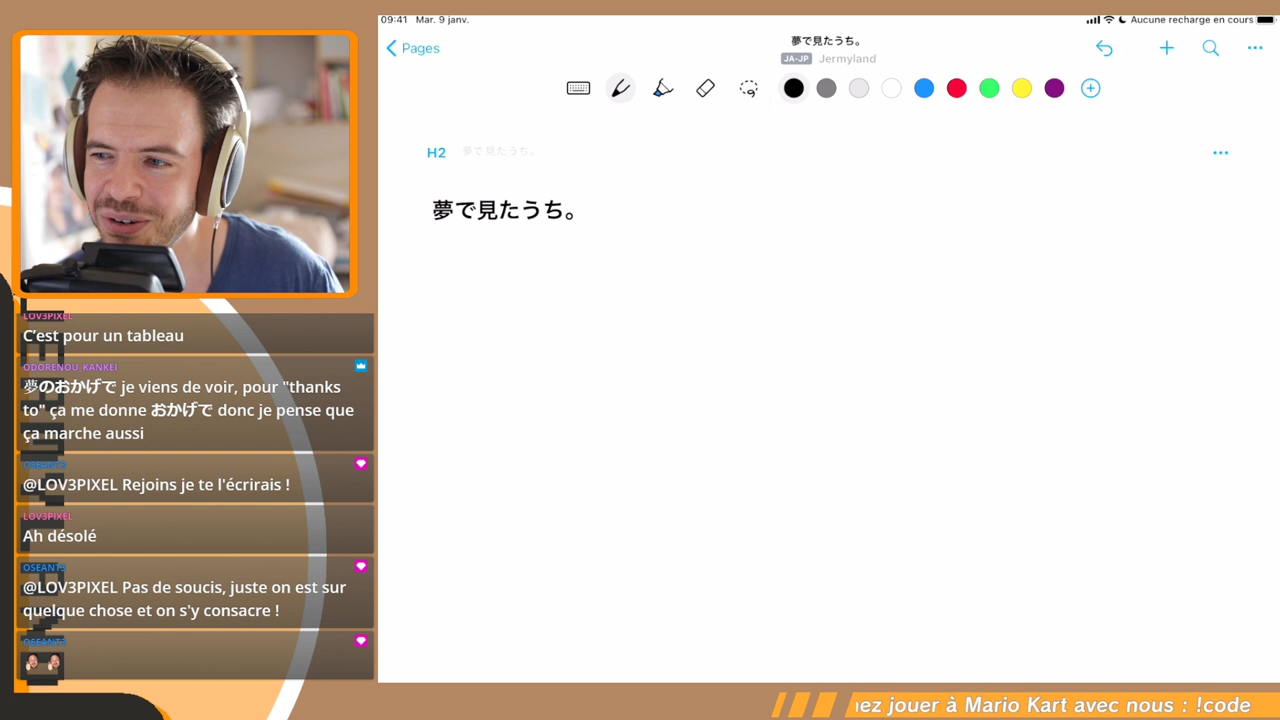 09:41 Mar. 9 janv.
Aucune recharge en cours
Pages
夢で見たうち。
JA-JP Jermyland
H2 夢で見たうち。
夢で見たうち。
LOV3PIXEL
C'est pour un tableau
ODORENOU_KANKEI
夢のおかげで je viens de voir, pour "thanks
to" ça me donne おかげで donc je pense que
ça marche aussi
@LOV3PIXEL Rejoins je te l'écrirais !
LOV3PIXEL
Ah désolé
@LOV3PIXEL Pas de soucis, juste on est sur
quelque chose et on s'y consacre !
ez jouer à Mario Kart avec nous : !code